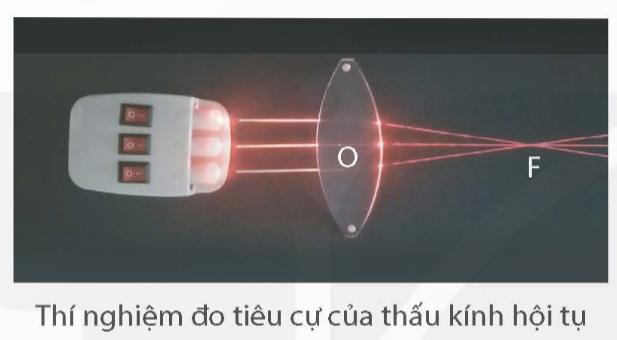 O
F
Thí nghiệm đo tiêu cự của thấu kính hội tụ